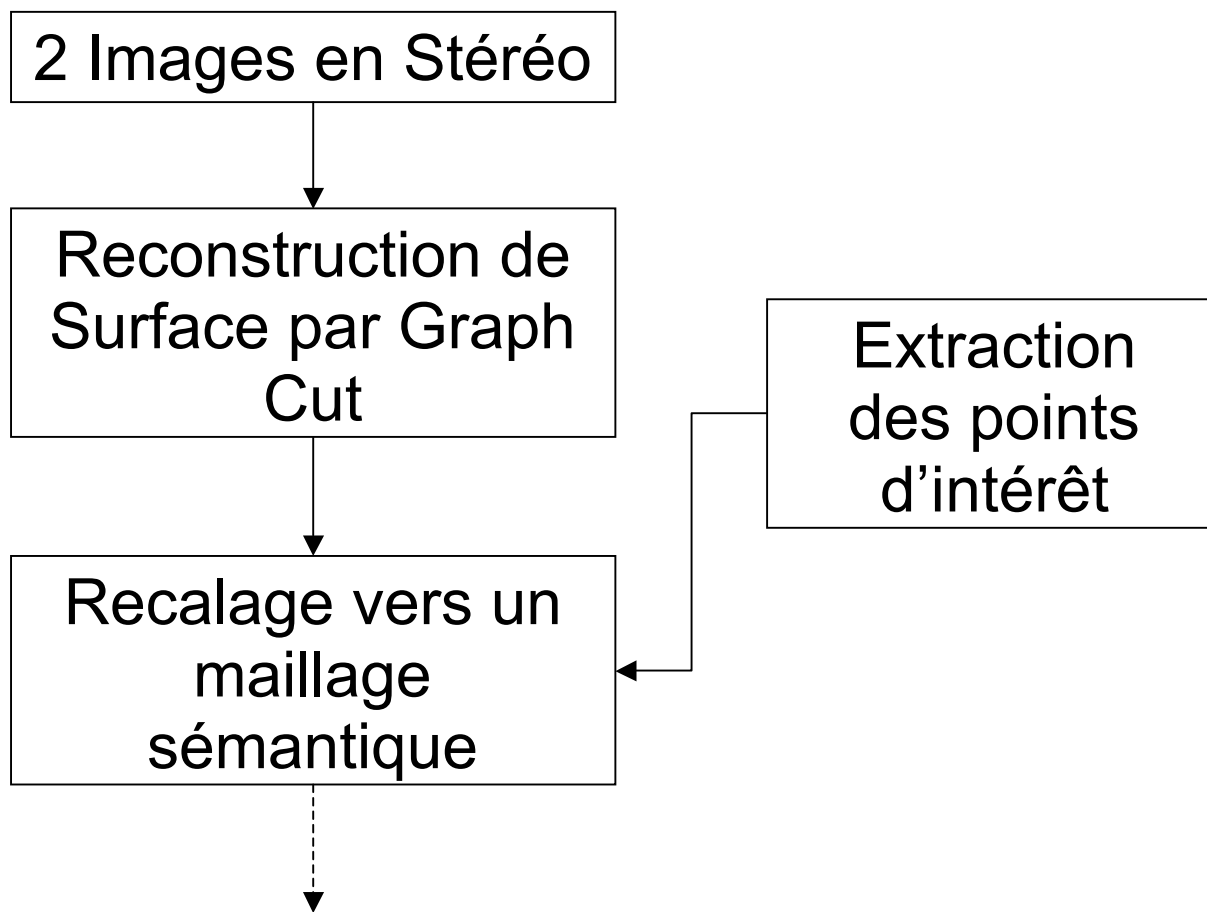 2 Images en Stéréo
Reconstruction de
Surface par Graph
Cut
Extraction
des points
d’intérêt
Recalage vers un
maillage
sémantique